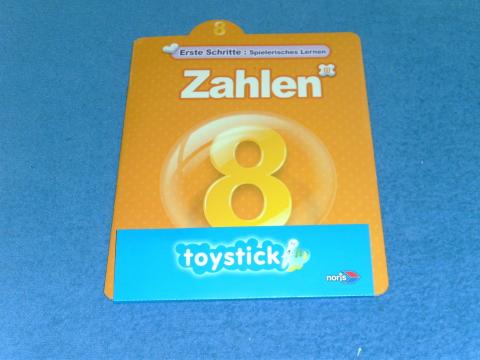 8
Erste Schritte : Spielerisches Lernen
Zahlen
8
toystick
noris